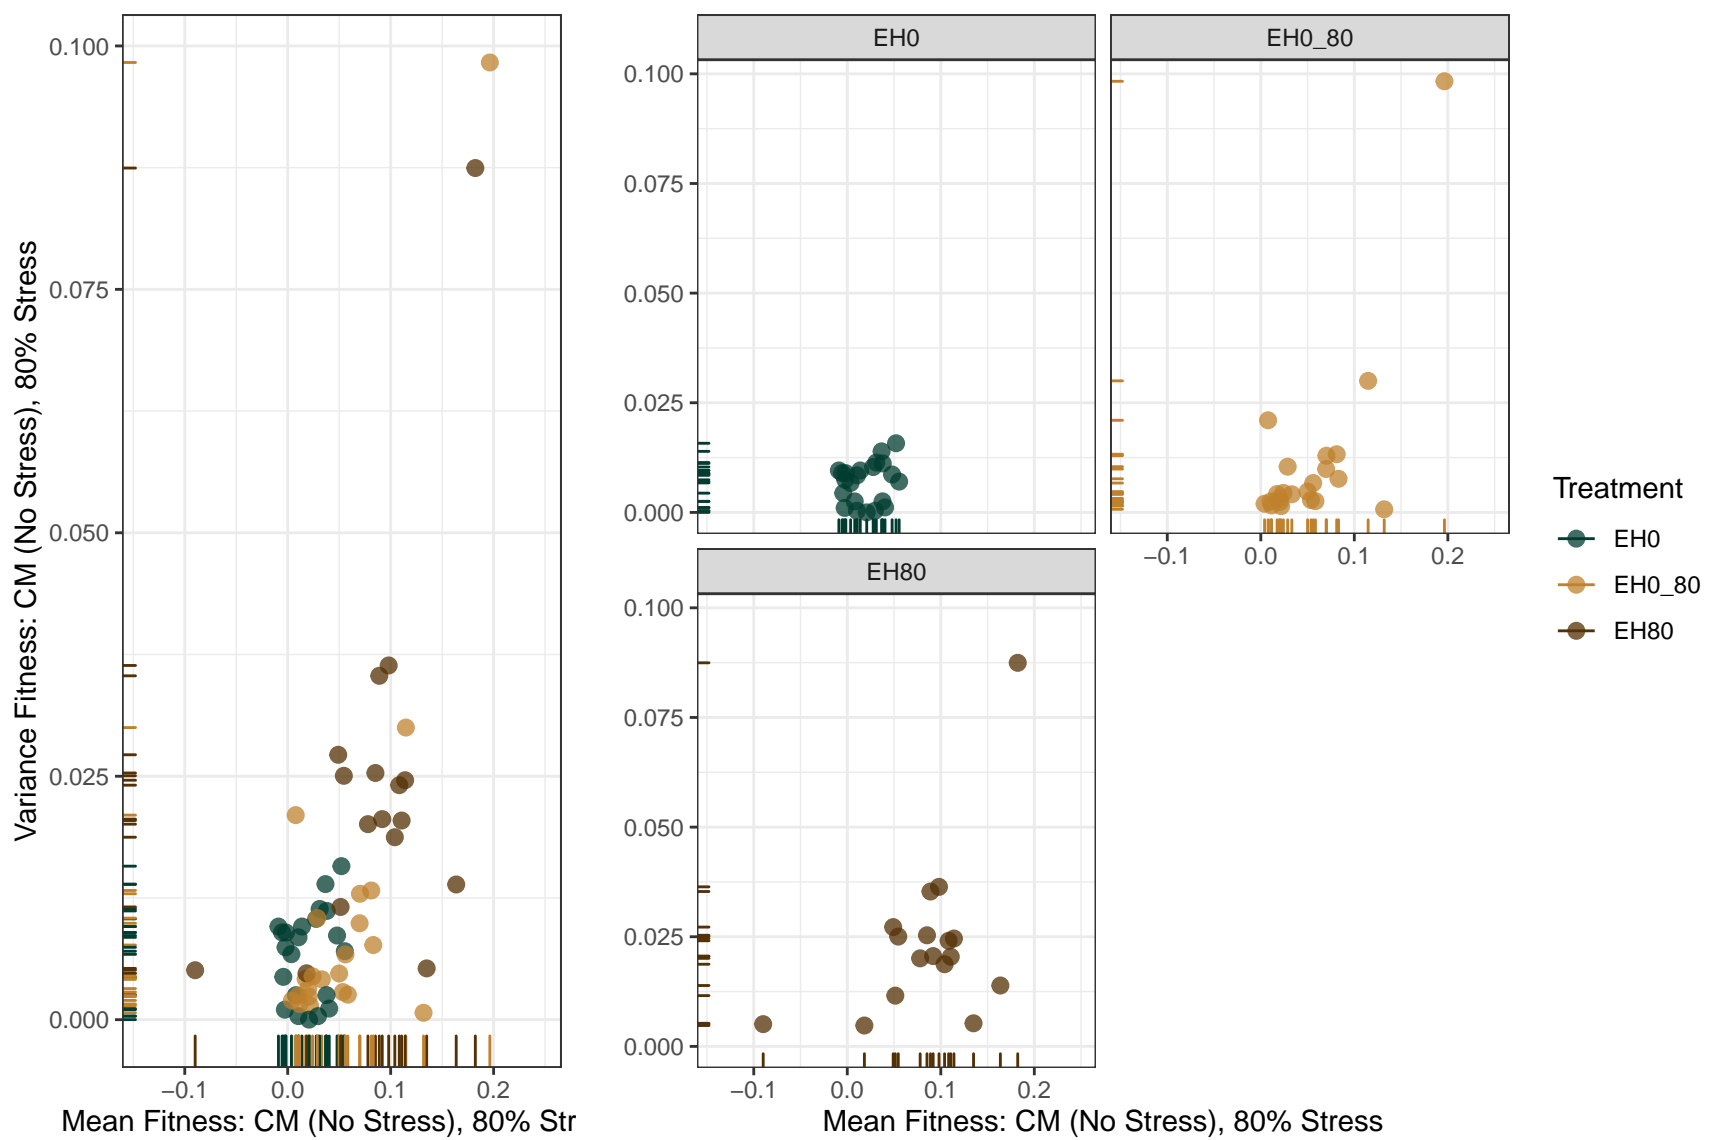 Variance Fitness: CM (No Stress), 80% Stress
0.100
0.075
0.050
0.025
0.000
−0.1 0.0 0.1 0.2
Mean Fitness: CM (No Stress), 80% Str
EH0
EH0_80
0.100
0.075
0.050
0.025
0.000
−0.1 0.0 0.1 0.2
EH80
0.100
0.075
0.050
0.025
0.000
−0.1 0.0 0.1 0.2
Mean Fitness: CM (No Stress), 80% Stress
Treatment
EH0
EH0_80
EH80